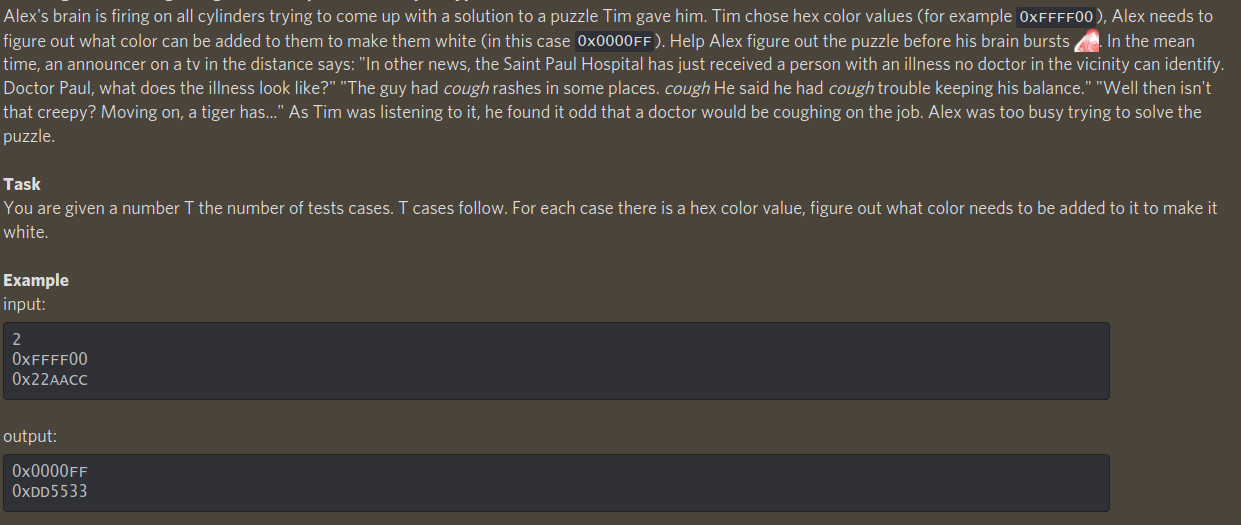 Alex's brain is firing on all cylinders trying to come up with a solution to a puzzle Tim gave him. Tim chose hex color values (for example 0xFFFF00), Alex needs to
figure out what color can be added to them to make them white (in this case 0x0000FF). Help Alex figure out the puzzle before his brain bursts . In the mean
time, an announcer on a tv in the distance says: "In other news, the Saint Paul Hospital has just received a person with an illness no doctor in the vicinity can identify.
Doctor Paul, what does the illness look like?" "The guy had cough rashes in some places. cough He said he had cough trouble keeping his balance." "Well then isn't
that creepy? Moving on, a tiger has..." As Tim was listening to it, he found it odd that a doctor would be coughing on the job. Alex was too busy trying to solve the
puzzle.
Task
You are given a number T the number of tests cases. T cases follow. For each case there is a hex color value, figure out what color needs to be added to it to make it
white.
Example
input:
2
0xFFFF00
0x22AACC
output:
0x0000FF
0xDD5533